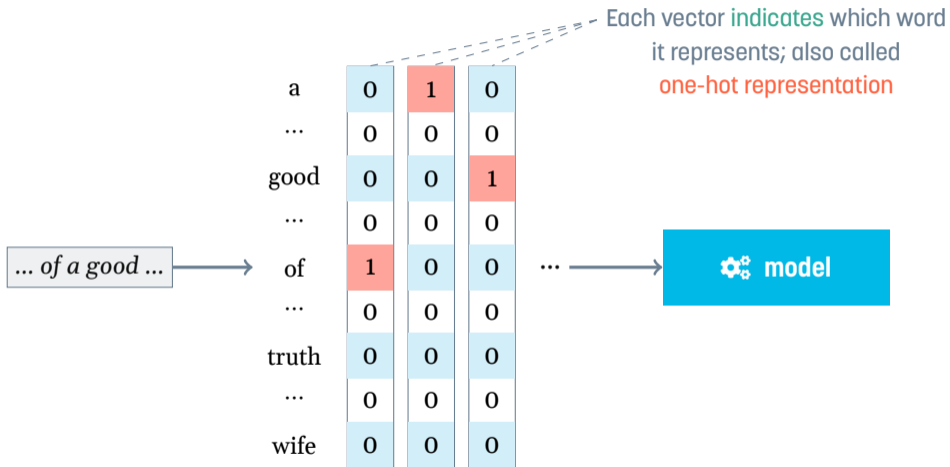 Each vector indicates which word
it represents; also called
one-hot representation
a 0 1 0
... 0 0 0
good 0 0 1
... 0 0 0
... of a good ... of 1 0 0 ... model
... 0 0 0
truth 0 0 0
... 0 0 0
wife 0 0 0